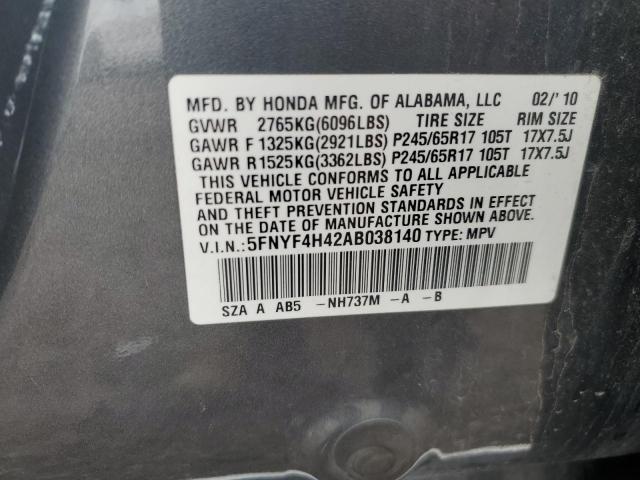 MFD. BY HONDA MFG. OF ALABAMA, LLC 02/'10
GVWR 2765KG(6096LBS) TIRE SIZE RIM SIZE
GAWR F 1325KG(2921LBS) P245/65R17 105T 17X7.5J
GAWR R 1525KG(3362LBS) P245/65R17 105T 17X7.5J
THIS VEHICLE CONFORMS TO ALL APPLICABLE
FEDERAL MOTOR VEHICLE SAFETY
AND THEFT PREVENTION STANDARDS IN EFFECT
ON THE DATE OF MANUFACTURE SHOWN ABOVE.
V.I.N.: 5FNYF4H42AB038140 TYPE: MPV
SZA A AB5 -NH737M -A -B